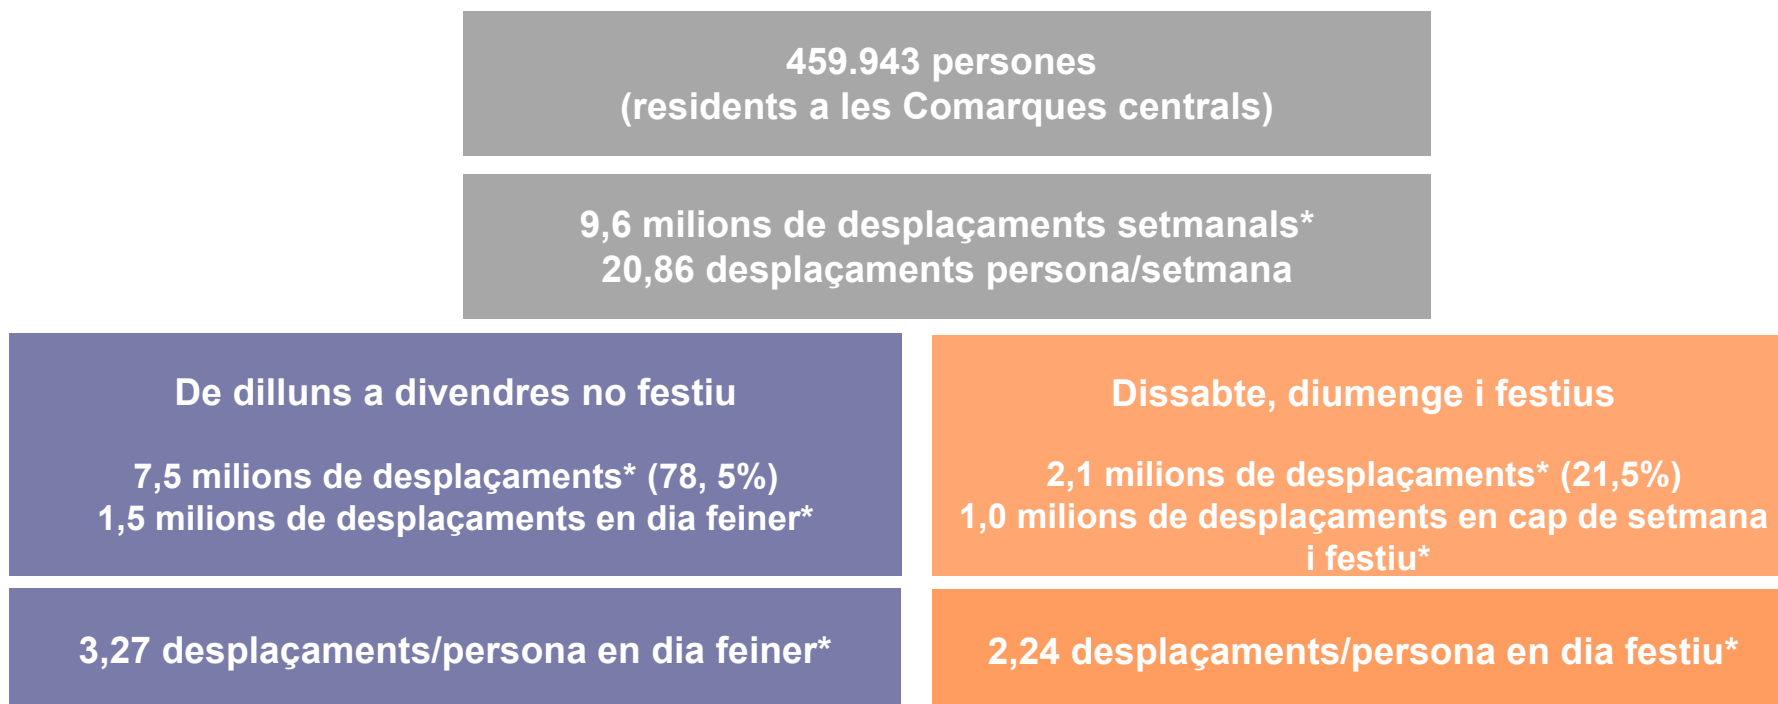 459.943 persones
(residents a les Comarques centrals)
9,6 milions de desplaçaments setmanals*
20,86 desplaçaments persona/setmana
De dilluns a divendres no festiu
7,5 milions de desplaçaments* (78, 5%)
1,5 milions de desplaçaments en dia feiner*
3,27 desplaçaments/persona en dia feiner*
Dissabte, diumenge i festius
2,1 milions de desplaçaments* (21,5%)
1,0 milions de desplaçaments en cap de setmana
i festiu*
2,24 desplaçaments/persona en dia festiu*